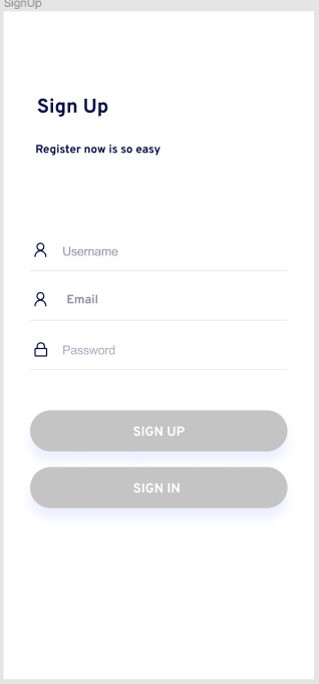 SignUp
Sign Up
Register now is so easy
Username
Email
Password
SIGN UP
SIGN IN